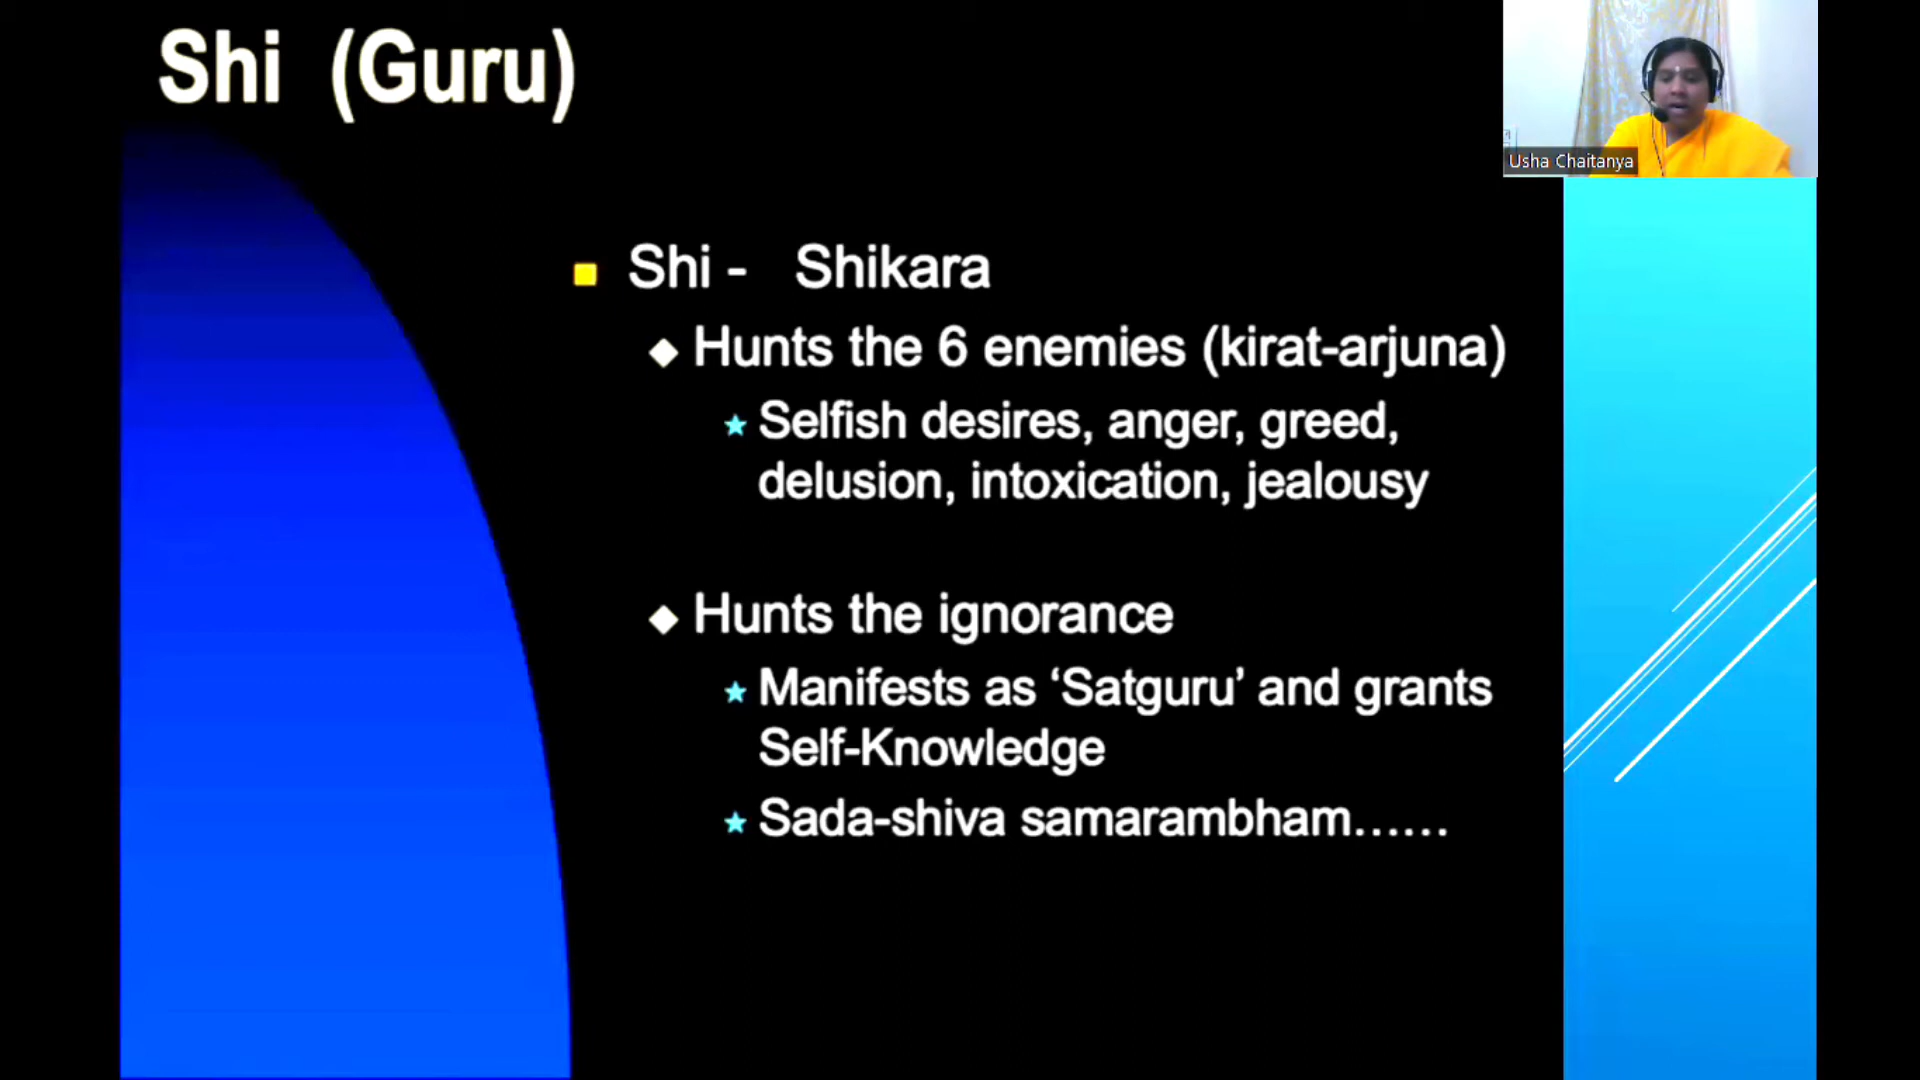 Shi (Guru)
Usha Chaitanya
Shi - Shikara
Hunts the 6 enemies (kirat-arjuna)
Selfish desires, anger, greed,
delusion, intoxication, jealousy
Hunts the ignorance
Manifests as ‘Satguru’ and grants
Self-Knowledge
Sada-shiva samarambham......